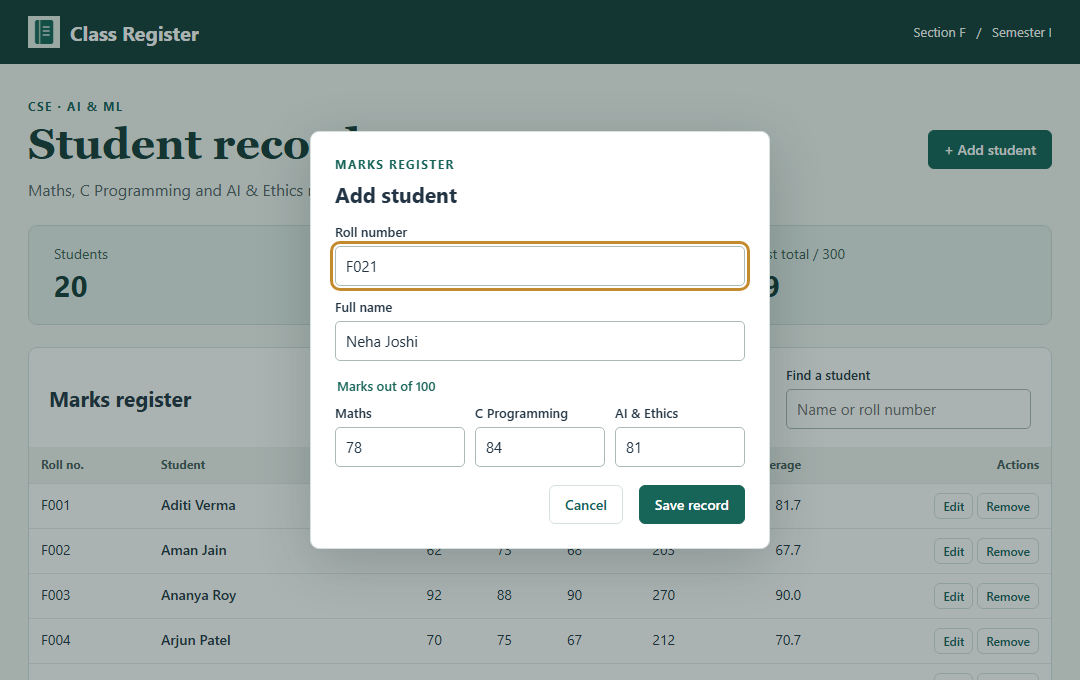 Class Register
Section F / Semester I
CSE · AI & ML
Student
Maths, C Programming and AI & Ethics
+ Add student
Students
20
total / 300
MARKS REGISTER
Add student
Roll number
F021
Full name
Neha Joshi
Marks out of 100
Maths C Programming AI & Ethics
78 84 81
Cancel Save record
Marks register
Find a student
Name or roll number
Roll no. Student Actions
F001 Aditi Verma 81.7 Edit Remove
F002 Aman Jain 62 73 68 203 67.7 Edit Remove
F003 Ananya Roy 92 88 90 270 90.0 Edit Remove
F004 Arjun Patel 70 75 67 212 70.7 Edit Remove